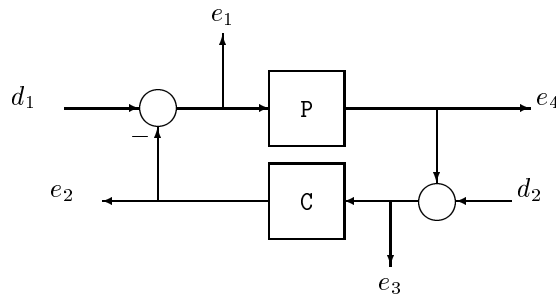 e₁
d₁ P e₄
−
e₂ C d₂
e₃